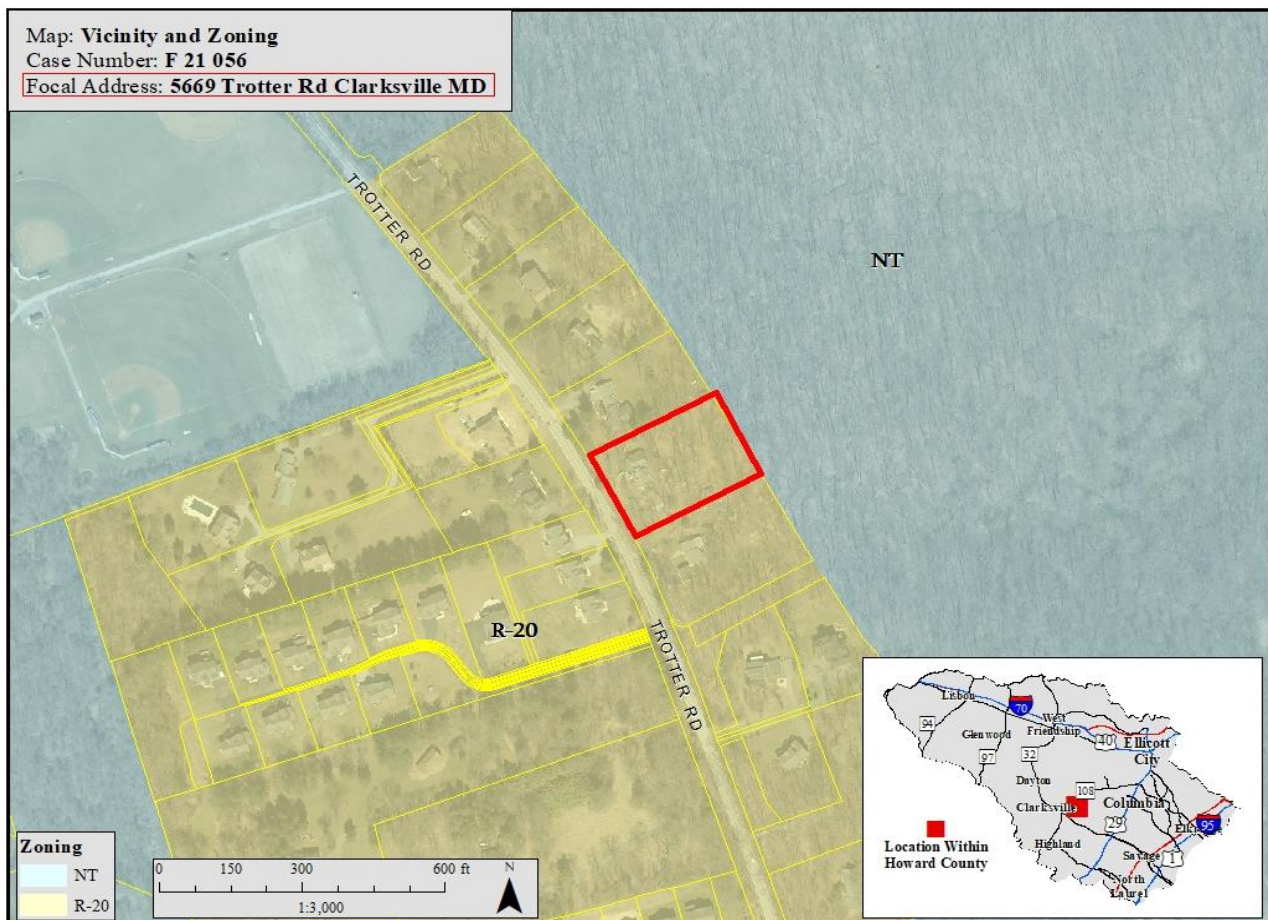 Map: Vicinity and Zoning
Case Number: F 21 056
Focal Address: 5669 Trotter Rd Clarksville MD
TROTTER RD
NT
R-20
TROTTER RD
Zoning
NT
R-20
0 150 300 600 ft
1:3,000
N
Lisbon
70
94
Glenwood
West
Friendship
40
Ellicott
City
97
32
Dayton
108
Clarksville
Columbia
29
95
Highland
Savage
1
North
Laurel
Location Within
Howard County